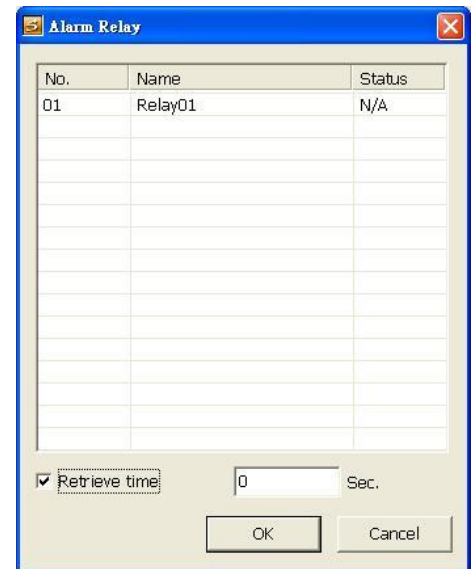 Alarm Relay
No. Name Status
01 Relay01 N/A
Retrieve time 0 Sec.
OK Cancel